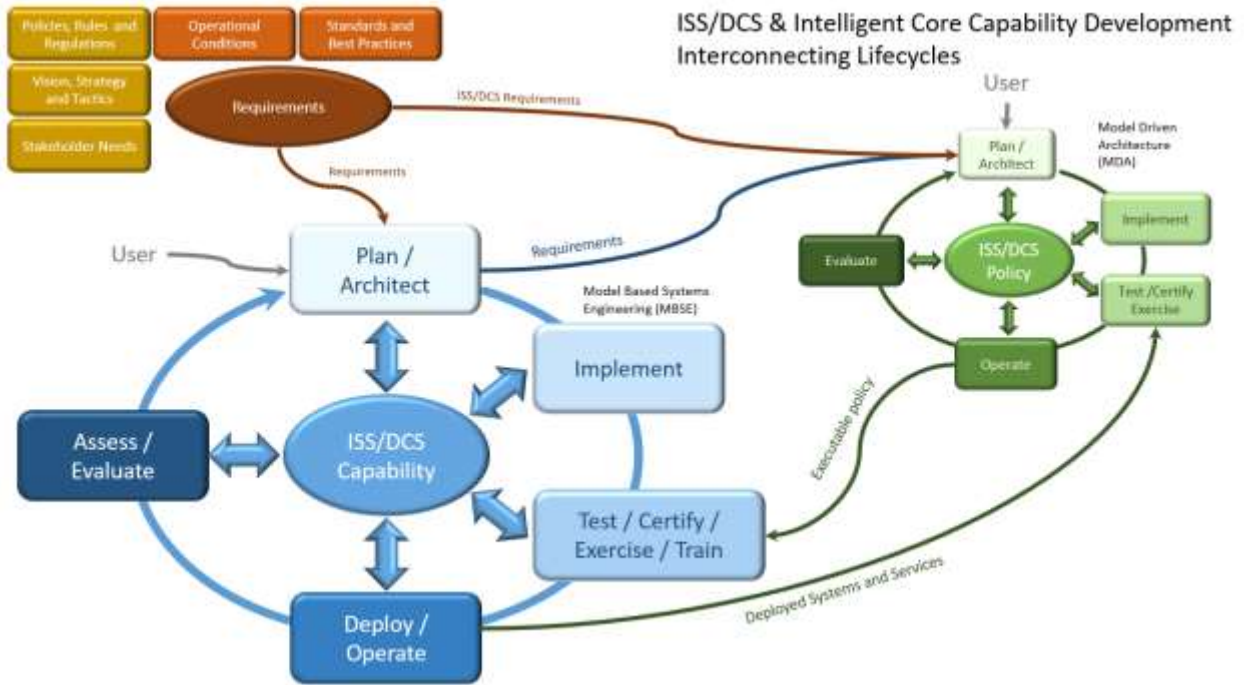 ISS/DCS & Intelligent Core Capability Development
Interconnecting Lifecycles
Policies, Rules and
Regulations
Operational
Conditions
Standards and
Best Practices
Vision, Strategy
and Tactics
Stakeholder Needs
Requirements
ISS/DCS Requirements
Requirements
User
Plan /
Architect
Requirements
Model Based Systems
Engineering (MBSE)
Implement
ISS/DCS
Capability
Assess /
Evaluate
Test / Certify /
Exercise / Train
Deploy /
Operate
User
Plan /
Architect
Model Driven
Architecture
(MDA)
Implement
ISS/DCS
Policy
Evaluate
Test /Certify
Exercise
Operate
Executable policy
Deployed Systems and Services